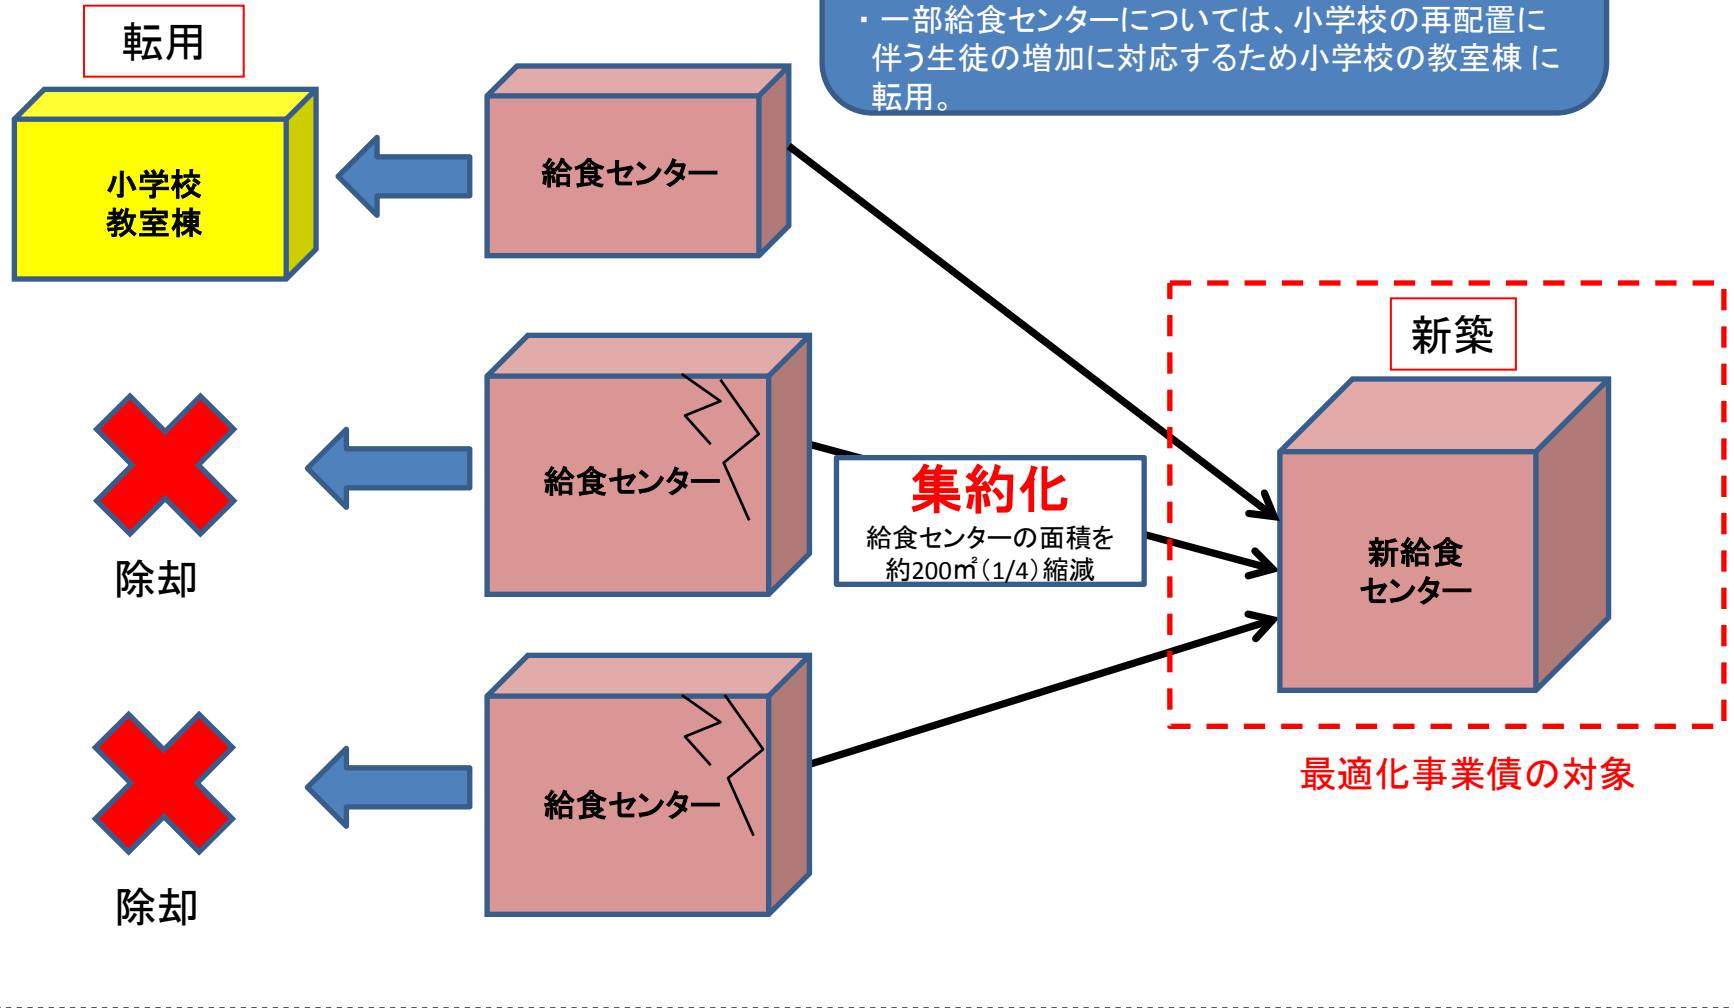 ・一部給食センターについては、小学校の再配置に
伴う生徒の増加に対応するため小学校の教室棟に
転用。
転用
小学校
教室棟
給食センター
給食センター
除却
集約化
給食センターの面積を
約200㎡（1/4）縮減
新築
新給食
センター
最適化事業債の対象
給食センター
除却